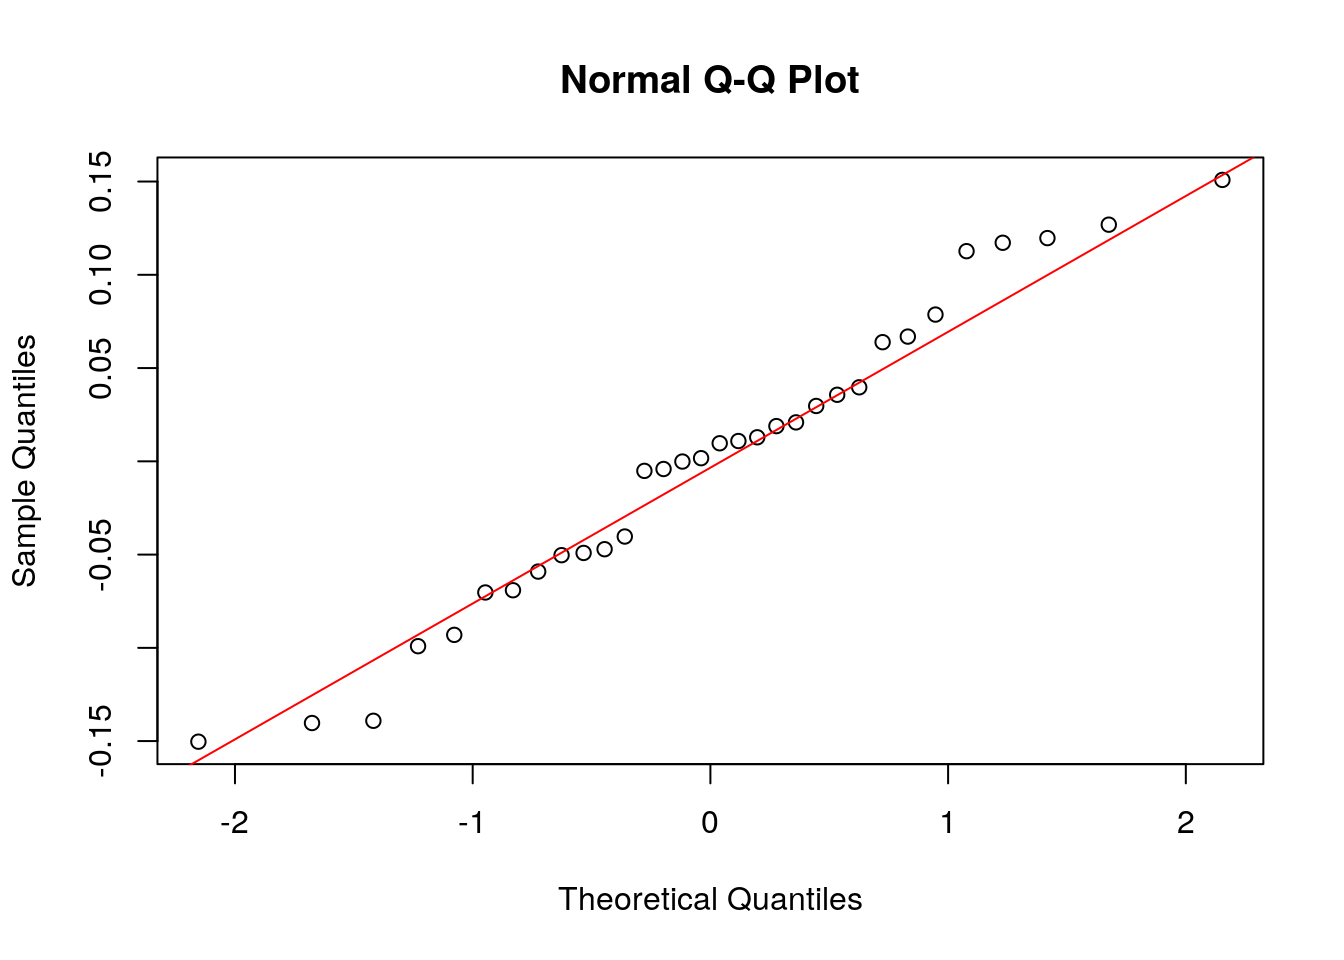 Normal Q-Q Plot
0.15
0.10
0.05
-0.05
-0.15
Sample Quantiles
-2 -1 0 1 2
Theoretical Quantiles